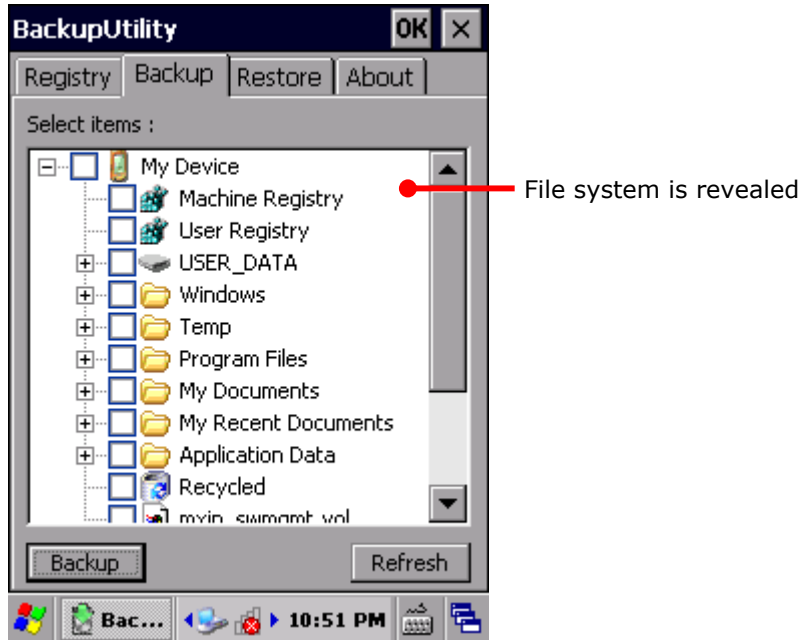 BackupUtility OK
Registry Backup Restore About
Select items :
My Device
File system is revealed
Machine Registry
User Registry
USER_DATA
Windows
Temp
Program Files
My Documents
My Recent Documents
Application Data
Recycled
mxip_swmgmt_vol
Backup Refresh
Bac... 10:51 PM